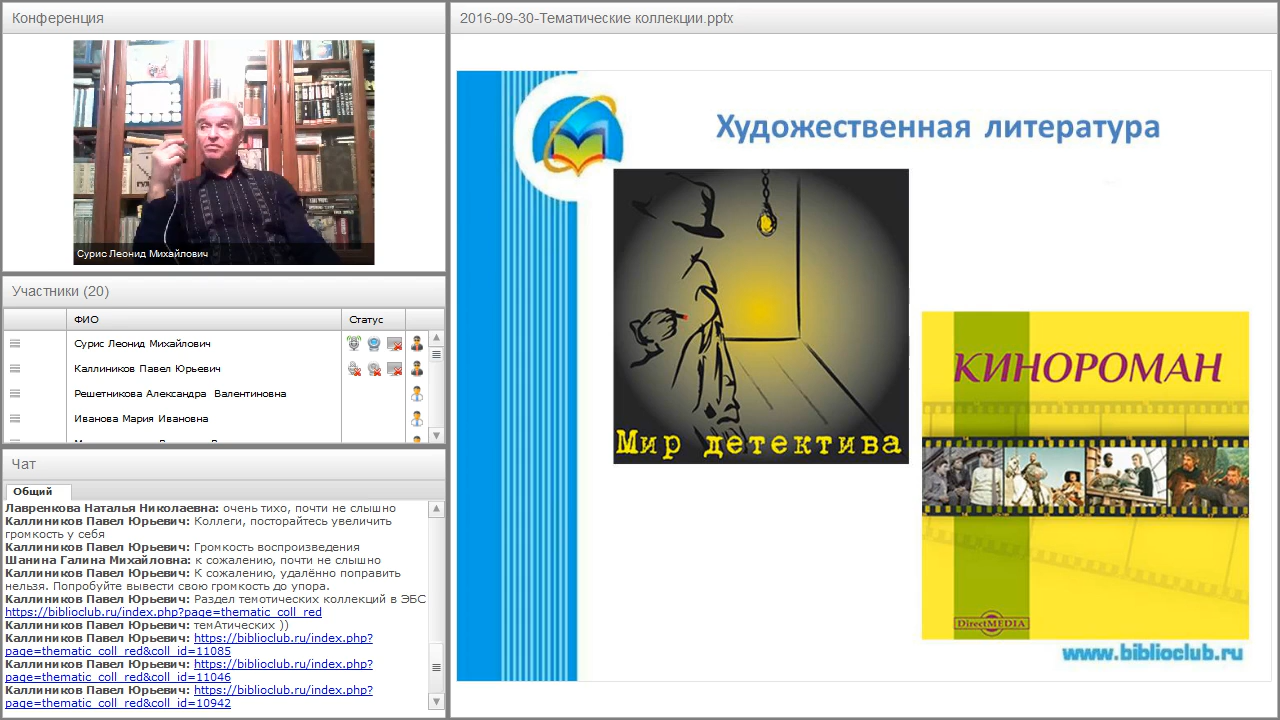 Конференция
Сурис Леонид Михайлович
Участники (20)
ФИО
Статус
Сурис Леонид Михайлович
Каллиников Павел Юрьевич
Решетникова Александра Валентиновна
Иванова Мария Ивановна
Чат
Общий
Лавренкова Наталья Николаевна: очень тихо, почти не слышно
Каллиников Павел Юрьевич: Коллеги, посторайтесь увеличить
громкость у себя
Каллиников Павел Юрьевич: Громкость воспроизведения
Шанина Галина Михайловна: к сожалению, почти не слышно
Каллиников Павел Юрьевич: К сожалению, удалённо поправить
нельзя. Попробуйте вывести свою громкость до упора.
Каллиников Павел Юрьевич: Раздел темотических коллекций в ЭБС
https://biblioclub.ru/index.php?page=thematic_coll_red
Каллиников Павел Юрьевич: темАтических ))
Каллиников Павел Юрьевич: https://biblioclub.ru/index.php?
page=thematic_coll_red&coll_id=11085
Каллиников Павел Юрьевич: https://biblioclub.ru/index.php?
page=thematic_coll_red&coll_id=11046
Каллиников Павел Юрьевич: https://biblioclub.ru/index.php?
page=thematic_coll_red&coll_id=10942
2016-09-30-Тематические коллекции.pptx
Художественная литература
Мир детектива
КИНОРОМАН
DirectMEDIA
www.biblioclub.ru